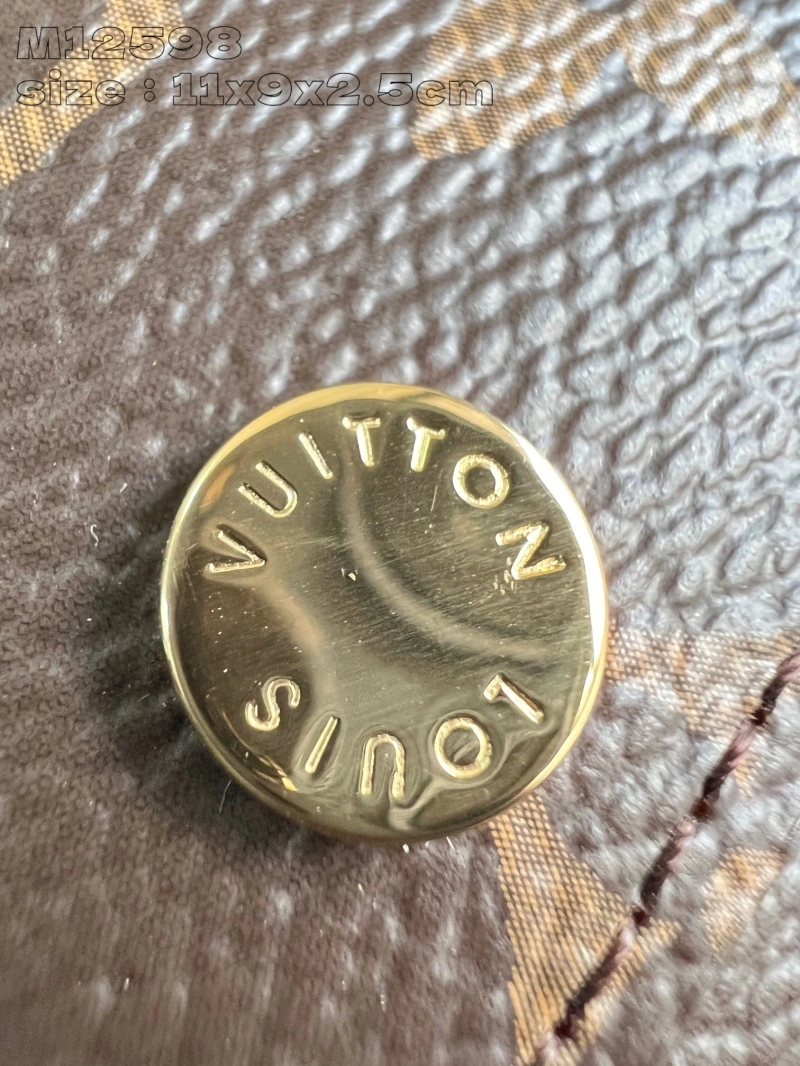 M12598
size : 11x9x2.5cm
VUITTON
LOUIS